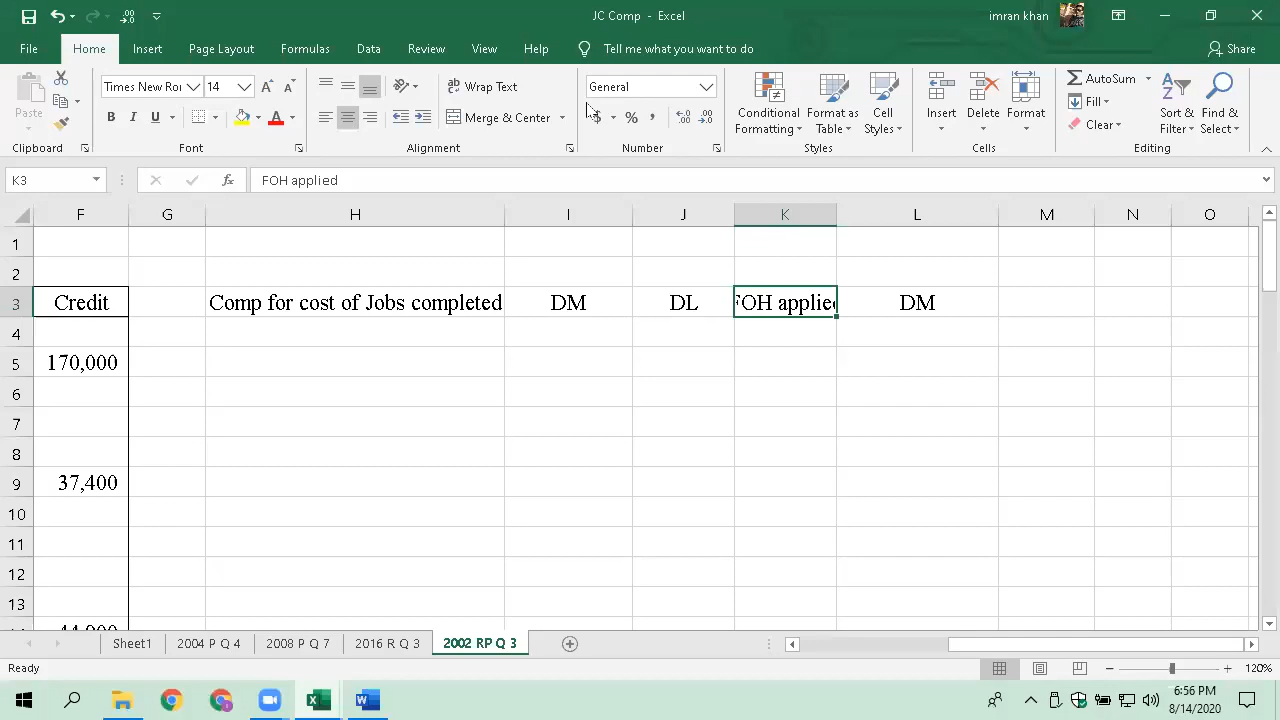 JC Comp - Excel
imran khan
File Home Insert Page Layout Formulas Data Review View Help Tell me what you want to do Share
Paste
Clipboard
Times New Ro 14
B I U A
Font
Wrap Text
Merge & Center
Alignment
General
$ % ,
Number
Conditional Formatting
Format as Table
Cell Styles
Styles
Insert Delete Format
Cells
AutoSum
Fill
Clear
Sort & Filter
Find & Select
Editing
K3 fx FOH applied
F G H I J K L M N O
1
2
3 Credit Comp for cost of Jobs completed DM DL FOH applied DM
4
5 170,000
6
7
8
9 37,400
10
11
12
13
44,000
Sheet1 2004 P Q 4 2008 P Q 7 2016 R Q 3 2002 RP Q 3
Ready 120%
6:56 PM
8/14/2020